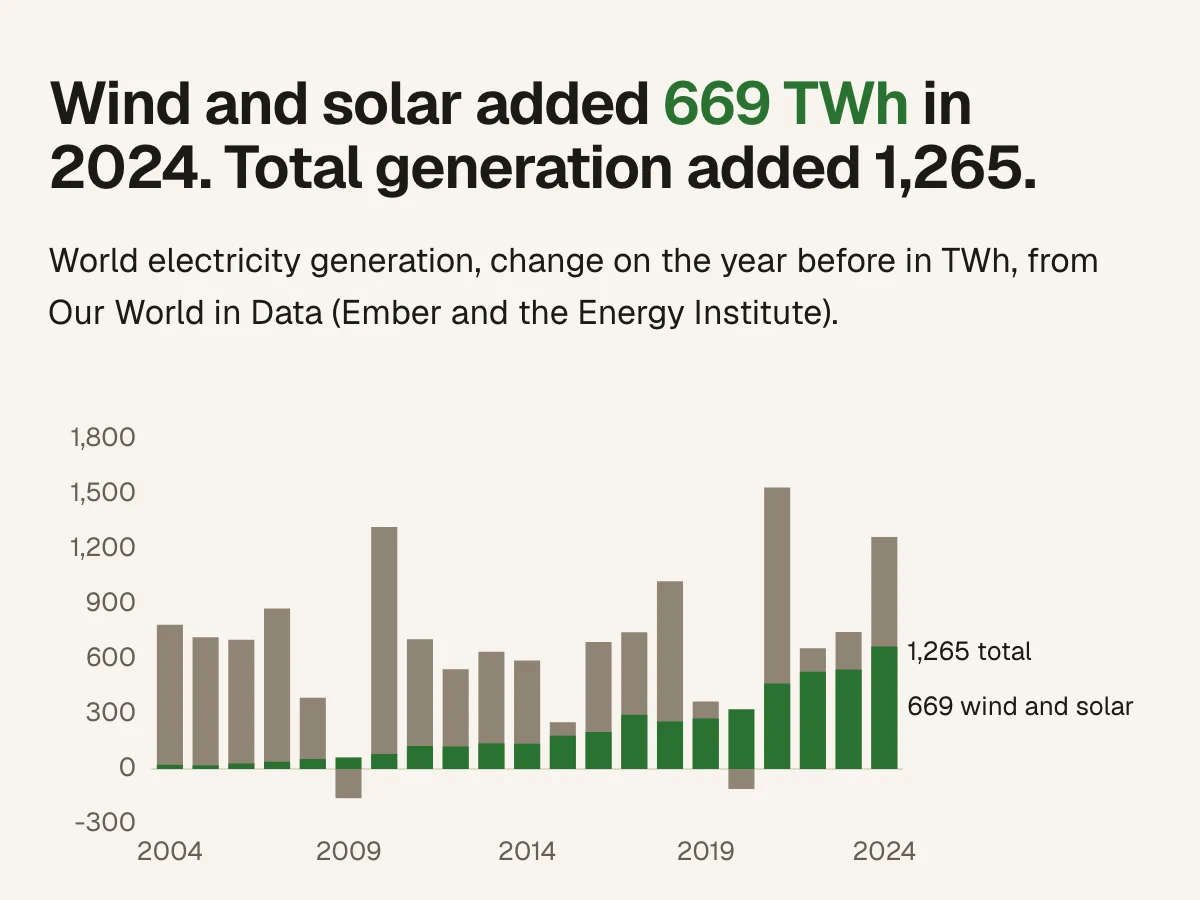 Wind and solar added 669 TWh in
2024. Total generation added 1,265.
World electricity generation, change on the year before in TWh, from
Our World in Data (Ember and the Energy Institute).
1,800
1,500
1,200
900
600
300
0
-300
1,265 total
669 wind and solar
2004 2009 2014 2019 2024